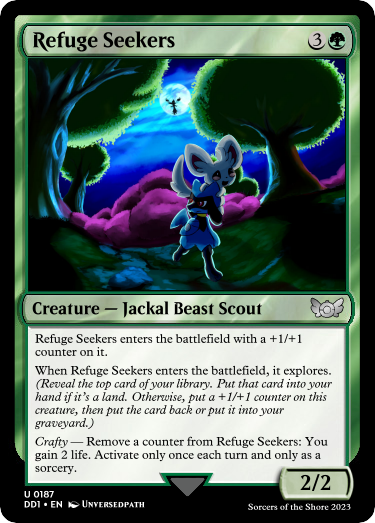 Refuge Seekers 3
Creature — Jackal Beast Scout
Refuge Seekers enters the battlefield with a +1/+1
counter on it.
When Refuge Seekers enters the battlefield, it explores.
(Reveal the top card of your library. Put that card into your
hand if it's a land. Otherwise, put a +1/+1 counter on this
creature, then put the card back or put it into your
graveyard.)
Crafty — Remove a counter from Refuge Seekers: You
gain 2 life. Activate only once each turn and only as a
sorcery.
2/2
U 0187
DD1 • EN Unversedpath
Sorcers of the Shore 2023